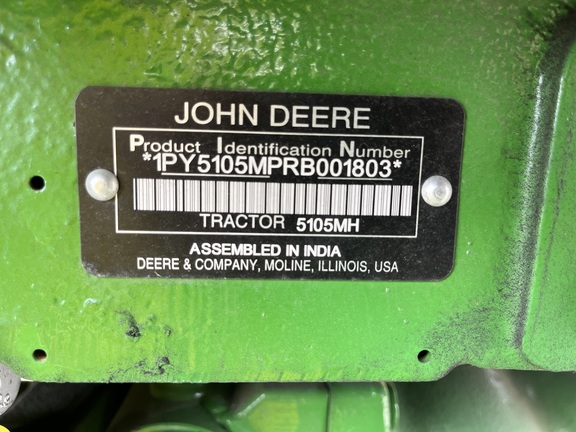 JOHN DEERE
Product Identification Number
*1PY5105MPRB001803*
TRACTOR 5105MH
ASSEMBLED IN INDIA
DEERE & COMPANY, MOLINE, ILLINOIS, USA